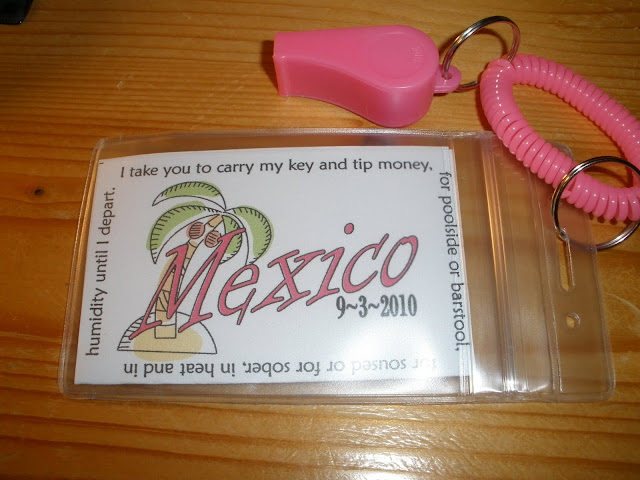 I take you to carry my key and tip money,
for poolside or barstool,
for soused or for sober, in heat and in
humidity until I depart.
Mexico
9~3~2010